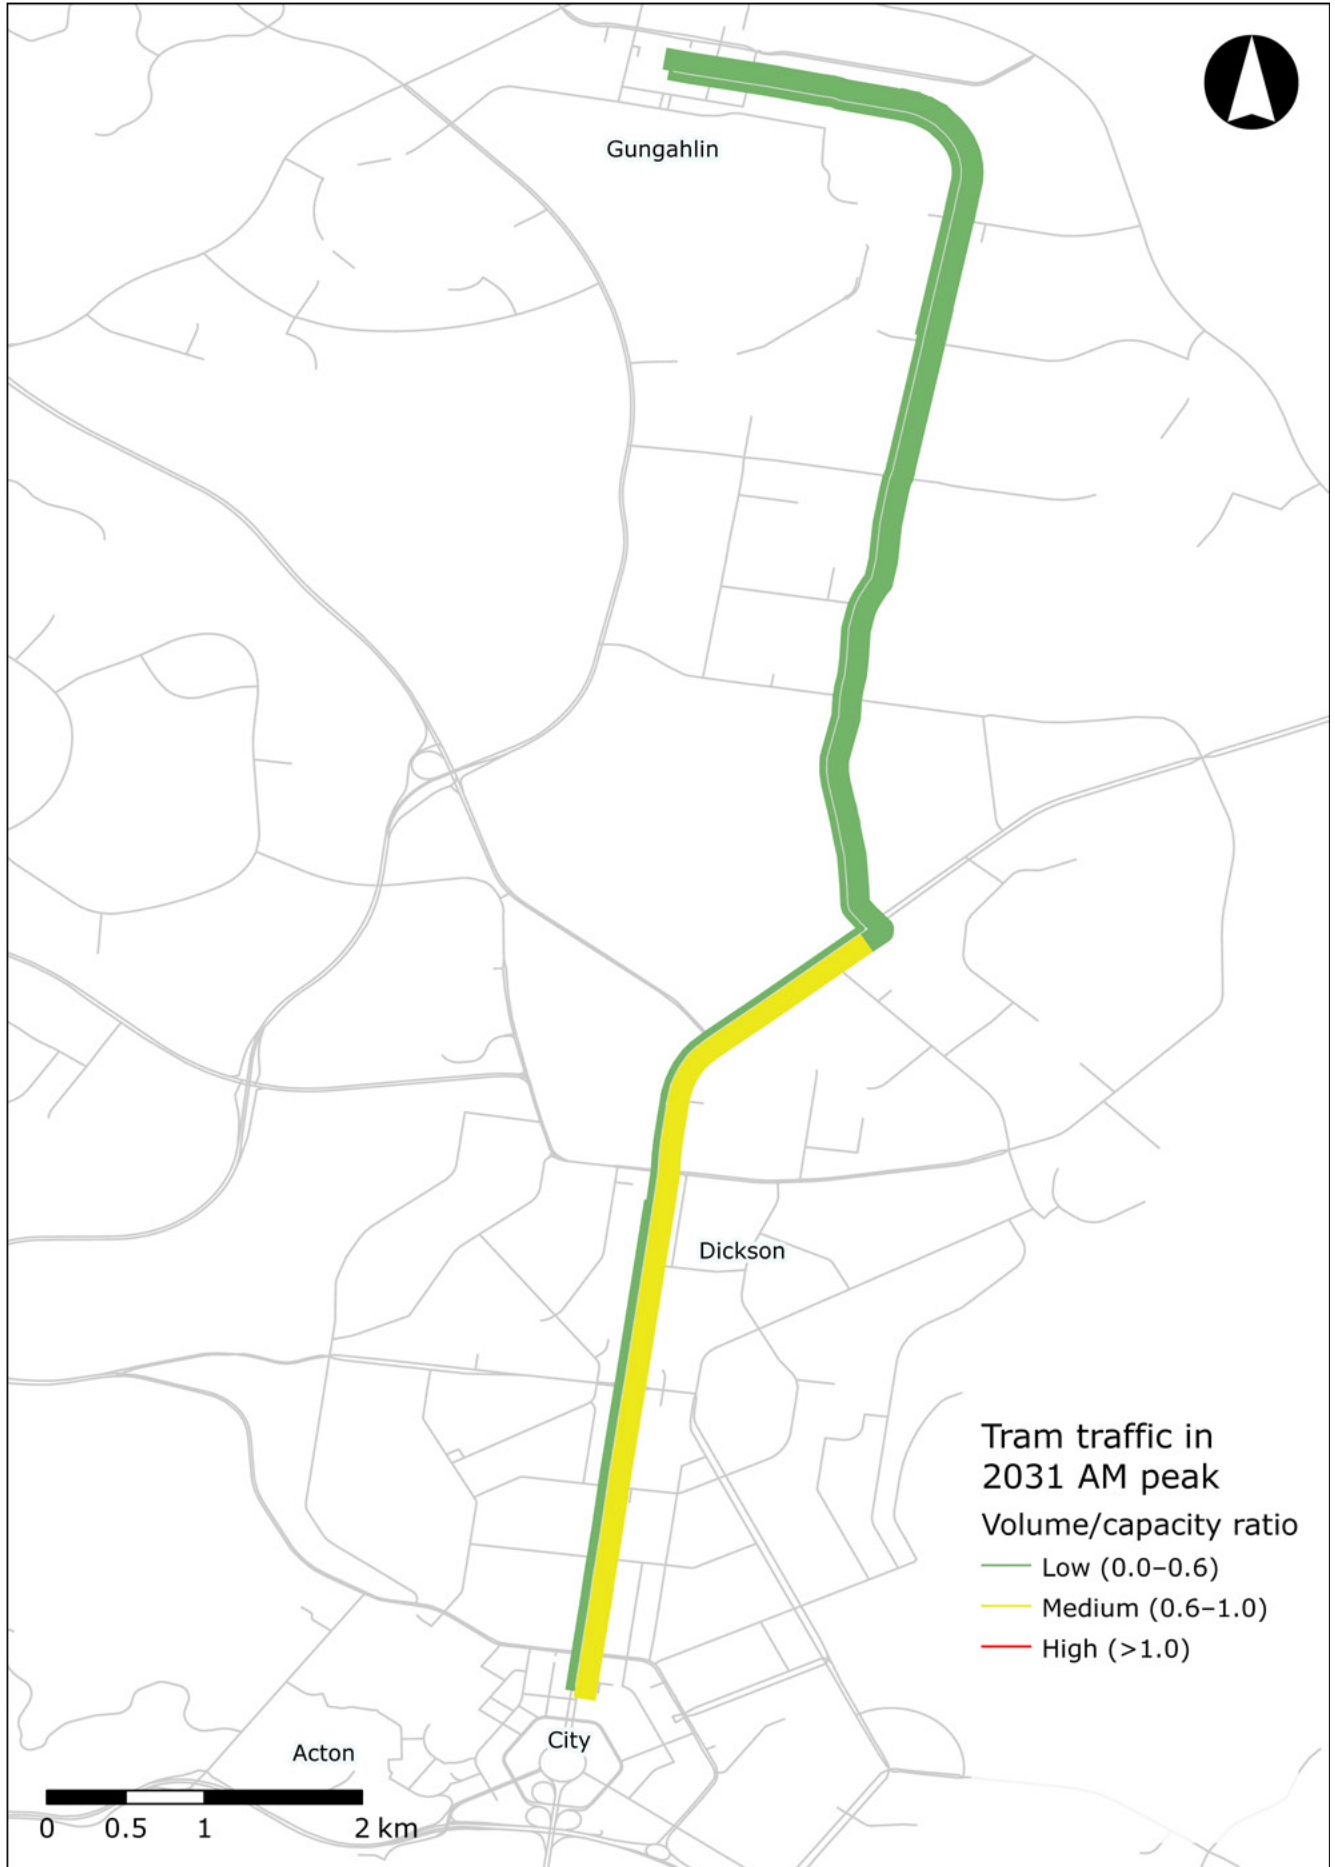 Gungahlin
Dickson
Tram traffic in
2031 AM peak
Volume/capacity ratio
Low (0.0–0.6)
Medium (0.6–1.0)
High (>1.0)
City
Acton
0 0.5 1 2 km